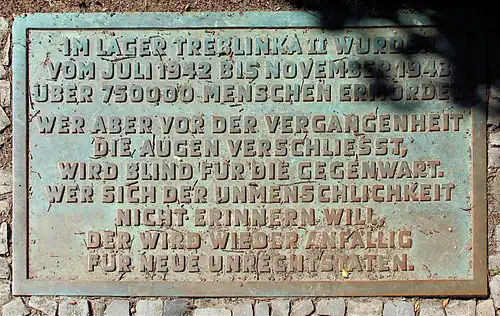 IM LAGER TREBLINKA II WURDEN
VOM JULI 1942 BIS NOVEMBER 1943
ÜBER 750000 MENSCHEN ERMORDET
WER ABER VOR DER VERGANGENHEIT
DIE AUGEN VERSCHLIESST,
WIRD BLIND FÜR DIE GEGENWART.
WER SICH DER UNMENSCHLICHKEIT
NICHT ERINNERN WILL,
DER WIRD WIEDER ANFÄLLIG
FÜR NEUE UNRECHTSTATEN.